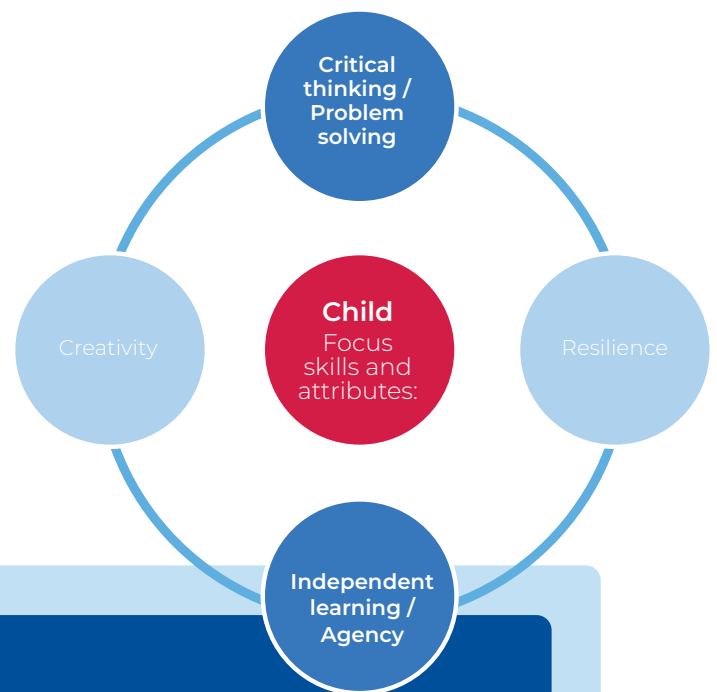 Critical
thinking /
Problem
solving
Creativity
Child
Focus
skills and
attributes:
Resilience
Independent
learning /
Agency